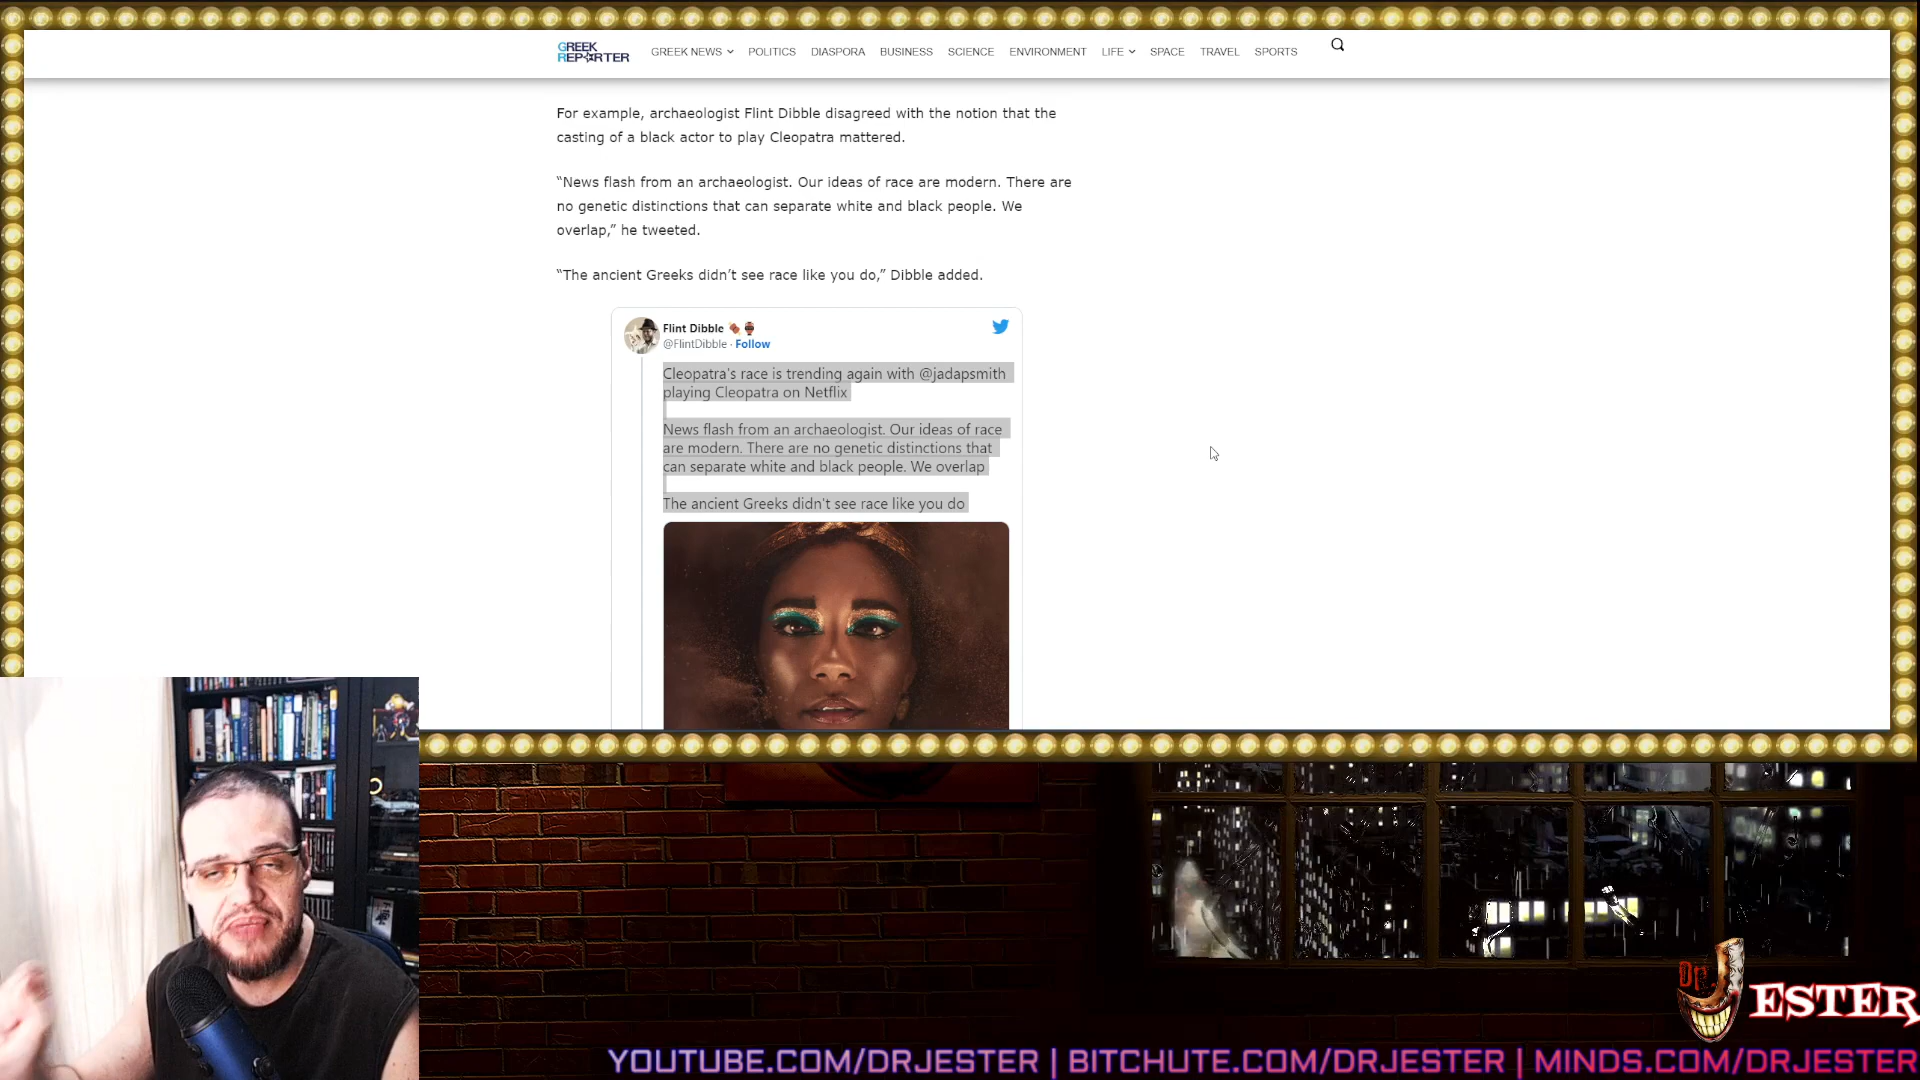 GREEK
REPORTER
GREEK NEWS POLITICS DIASPORA BUSINESS SCIENCE ENVIRONMENT LIFE SPACE TRAVEL SPORTS
For example, archaeologist Flint Dibble disagreed with the notion that the
casting of a black actor to play Cleopatra mattered.
“News flash from an archaeologist. Our ideas of race are modern. There are
no genetic distinctions that can separate white and black people. We
overlap,” he tweeted.
“The ancient Greeks didn’t see race like you do,” Dibble added.
Flint Dibble
@FlintDibble · Follow
Cleopatra's race is trending again with @jadapsmith
playing Cleopatra on Netflix
News flash from an archaeologist. Our ideas of race
are modern. There are no genetic distinctions that
can separate white and black people. We overlap
The ancient Greeks didn't see race like you do
Dr.
JESTER
YOUTUBE.COM/DRJESTER | BITCHUTE.COM/DRJESTER | MINDS.COM/DRJESTER